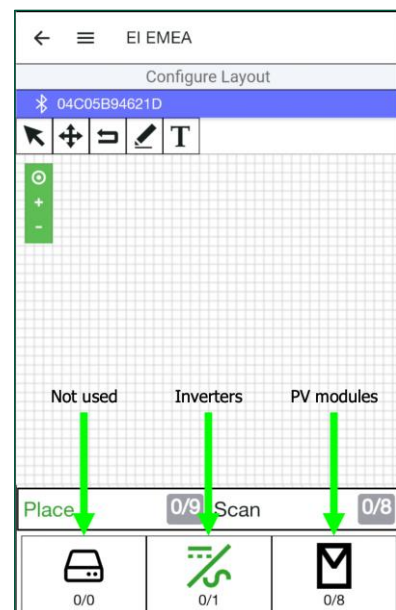 EI EMEA
Configure Layout
04C05B94621D
T
+
-
Not used Inverters PV modules
Place 0/9 Scan 0/8
0/0 0/1 0/8